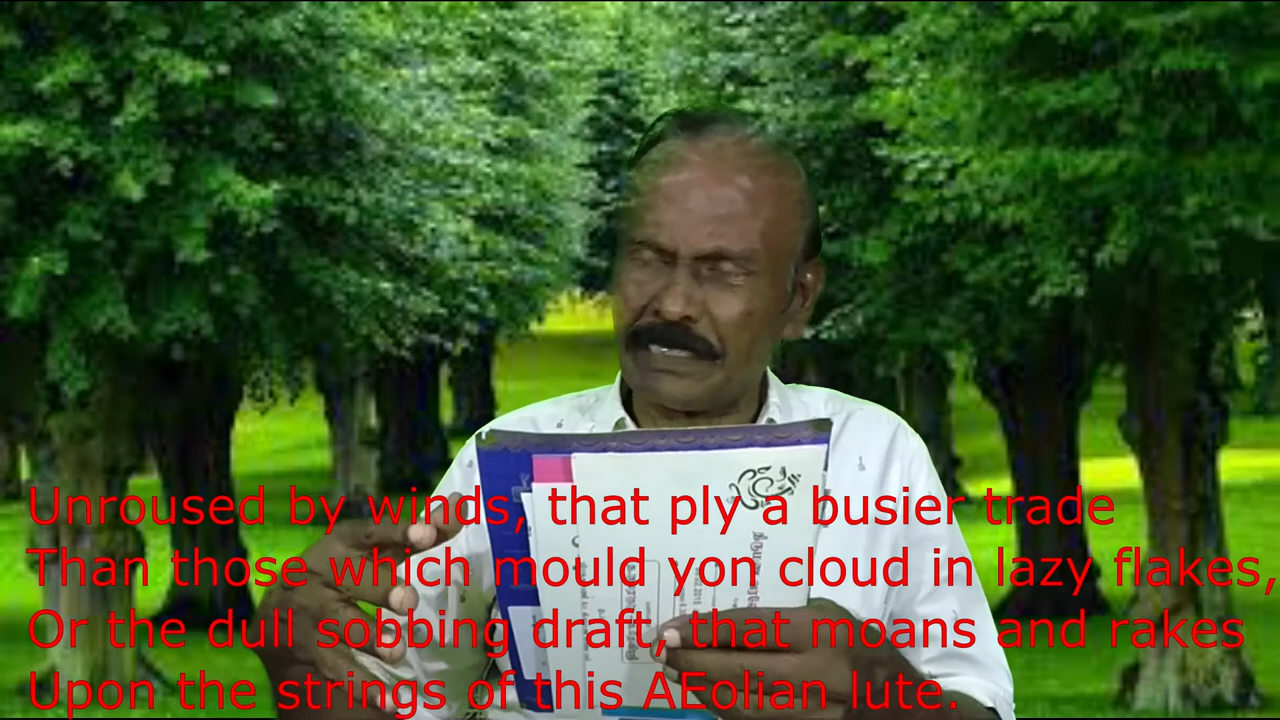 Unroused by winds, that ply a busier trade
Than those which mould yon cloud in lazy flakes,
Or the dull sobbing draft, that moans and rakes
Upon the strings of this AEolian lute.